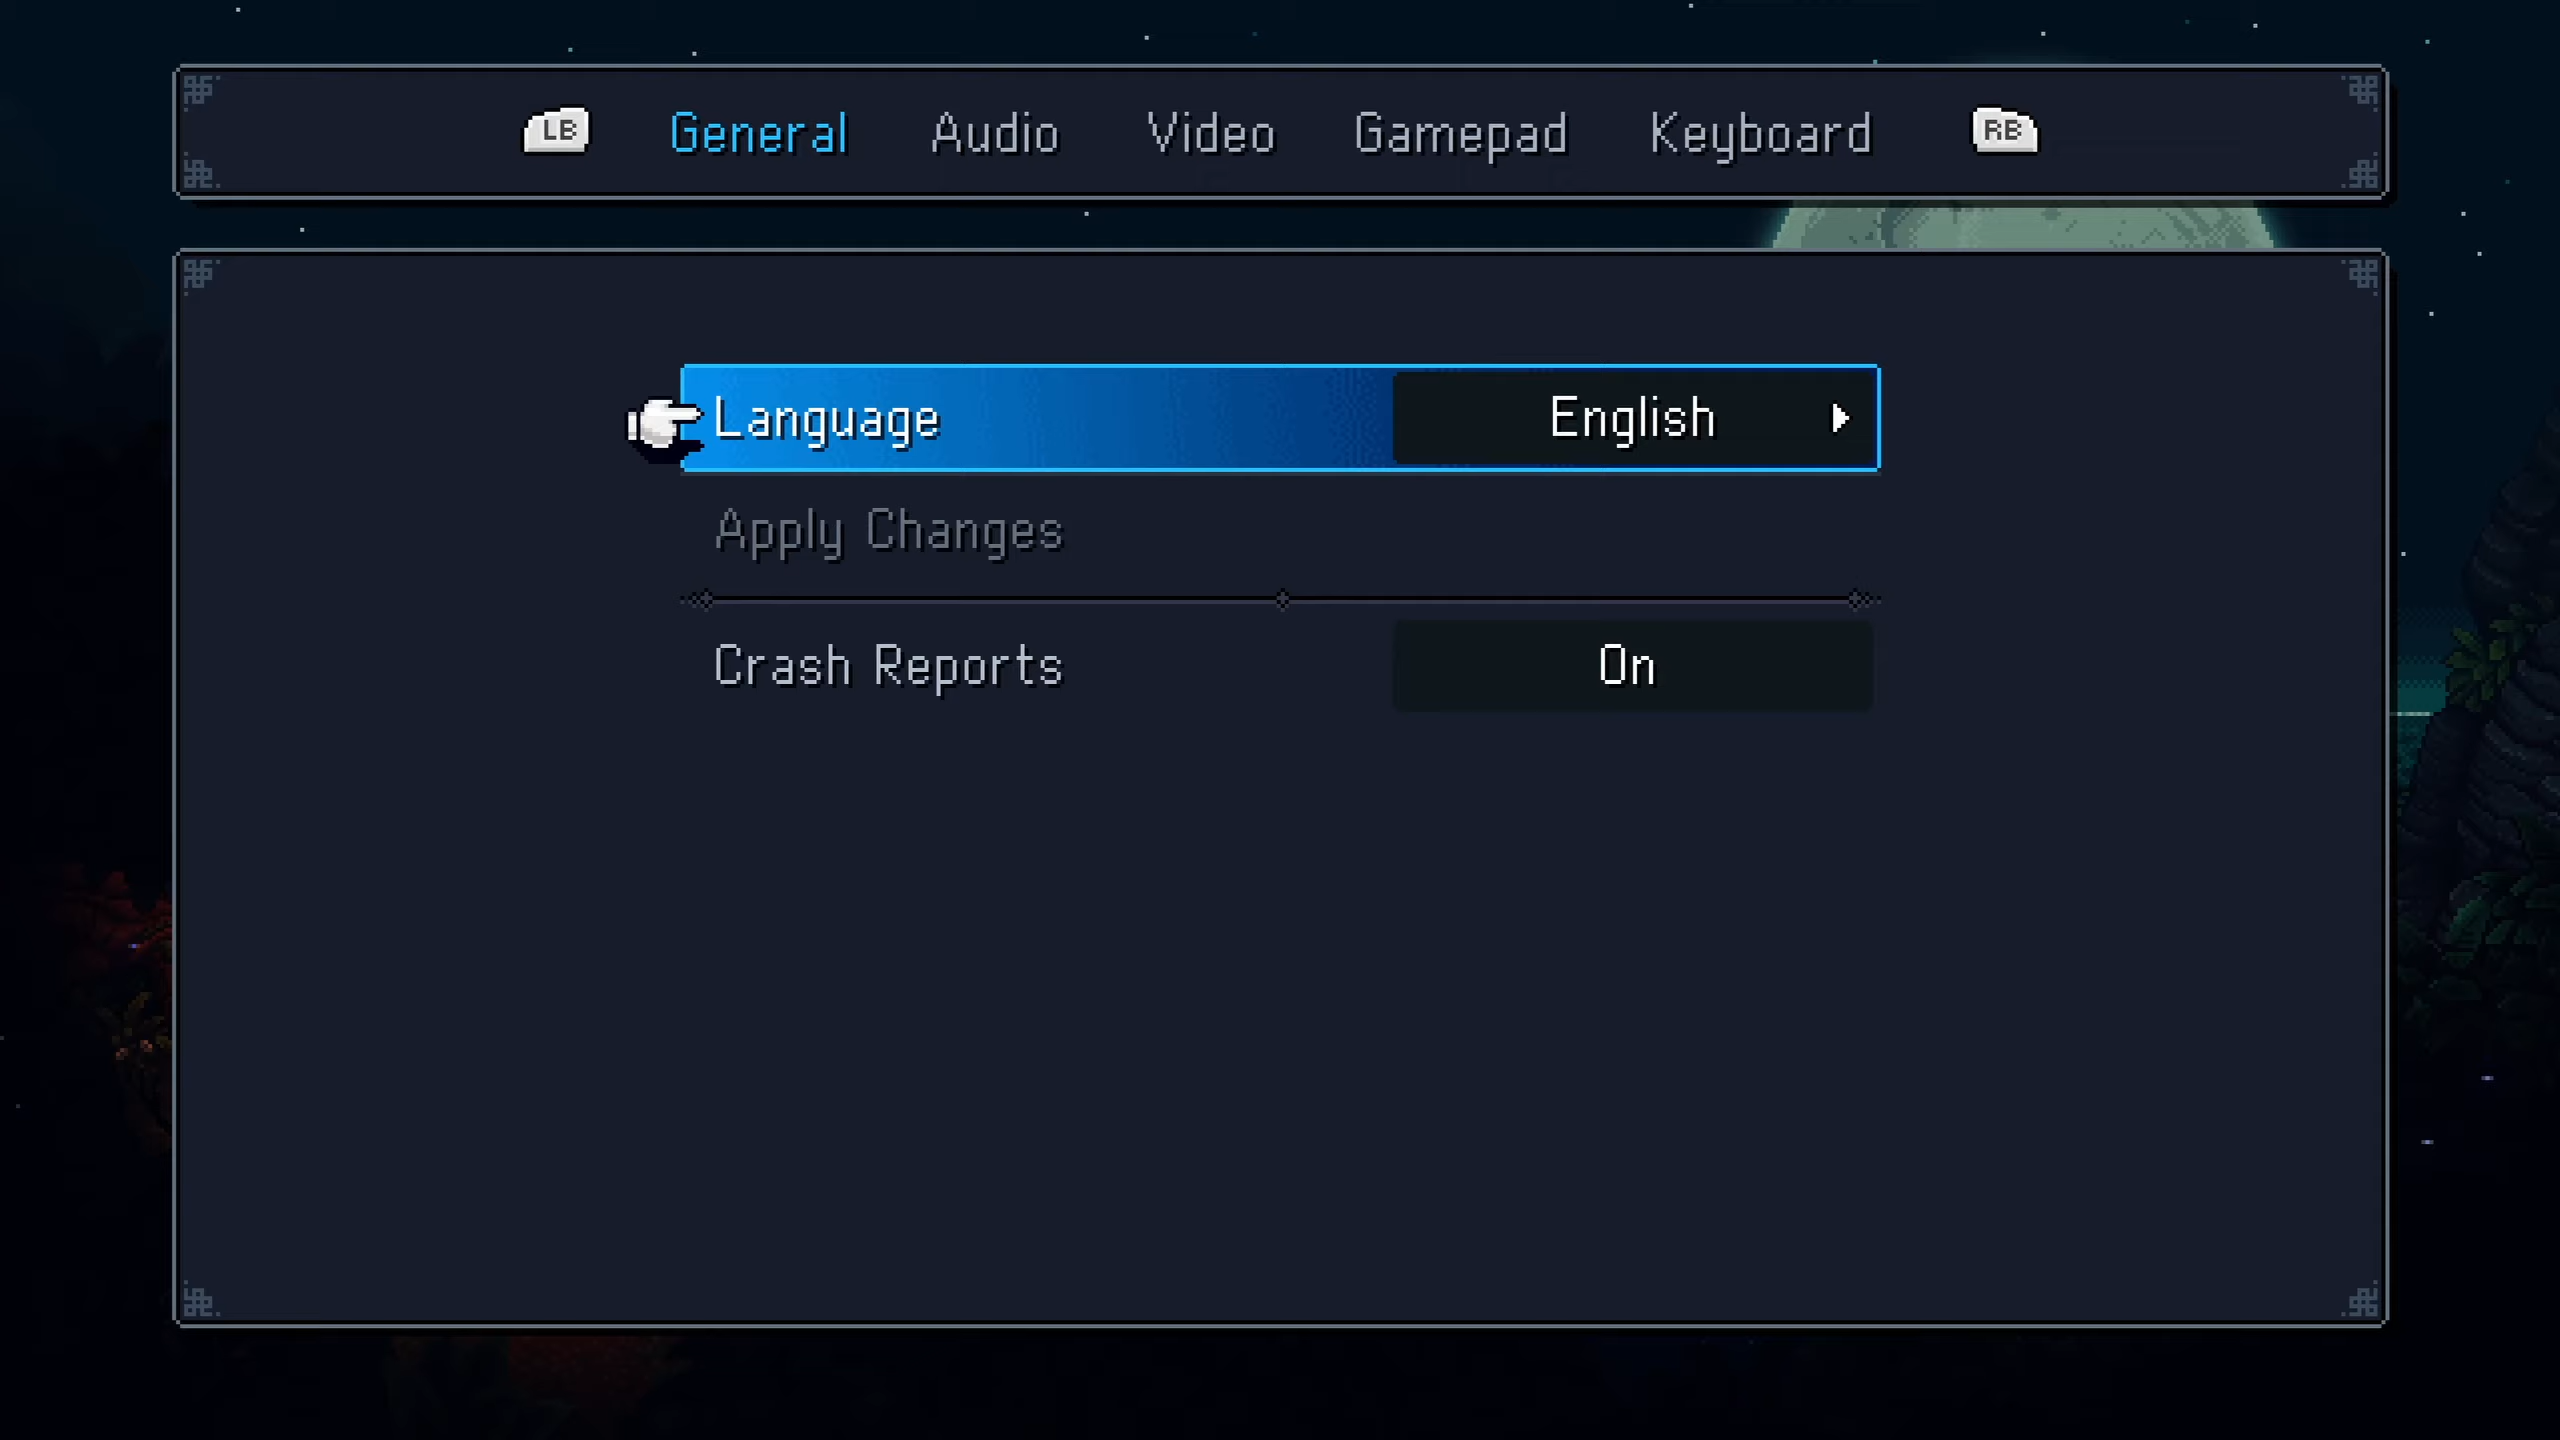 LB General Audio Video Gamepad Keyboard RB
Language English
Apply Changes
Crash Reports On